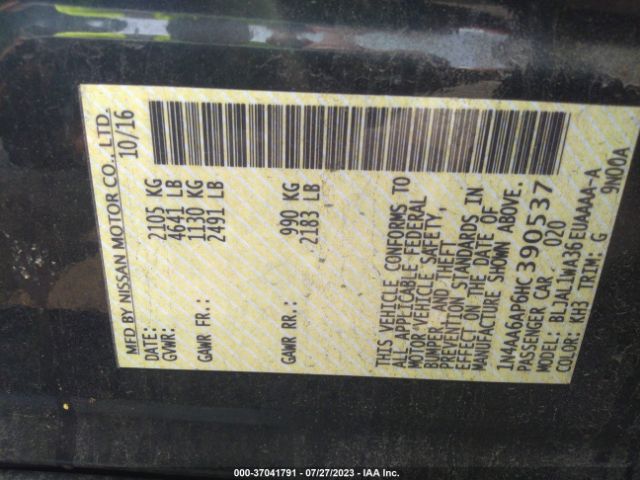 MFD BY NISSAN MOTOR CO., LTD.
10/16
DATE: 2105 KG
GVWR: 4641 LB
GAWR FR.: 1130 KG
2491 LB
GAWR RR.: 990 KG
2183 LB
THIS VEHICLE CONFORMS TO
ALL APPLICABLE FEDERAL
MOTOR VEHICLE SAFETY,
BUMPER, AND THEFT
PREVENTION STANDARDS IN
EFFECT ON THE DATE OF
MANUFACTURE SHOWN ABOVE.
1N4AA6AP6HC390537
PASSENGER CAR 020
MODEL: BLJALWA36EUAAAA-A
COLOR: KH3 TRIM: G 9N00A
000-37041791 - 07/27/2023 - IAA Inc.